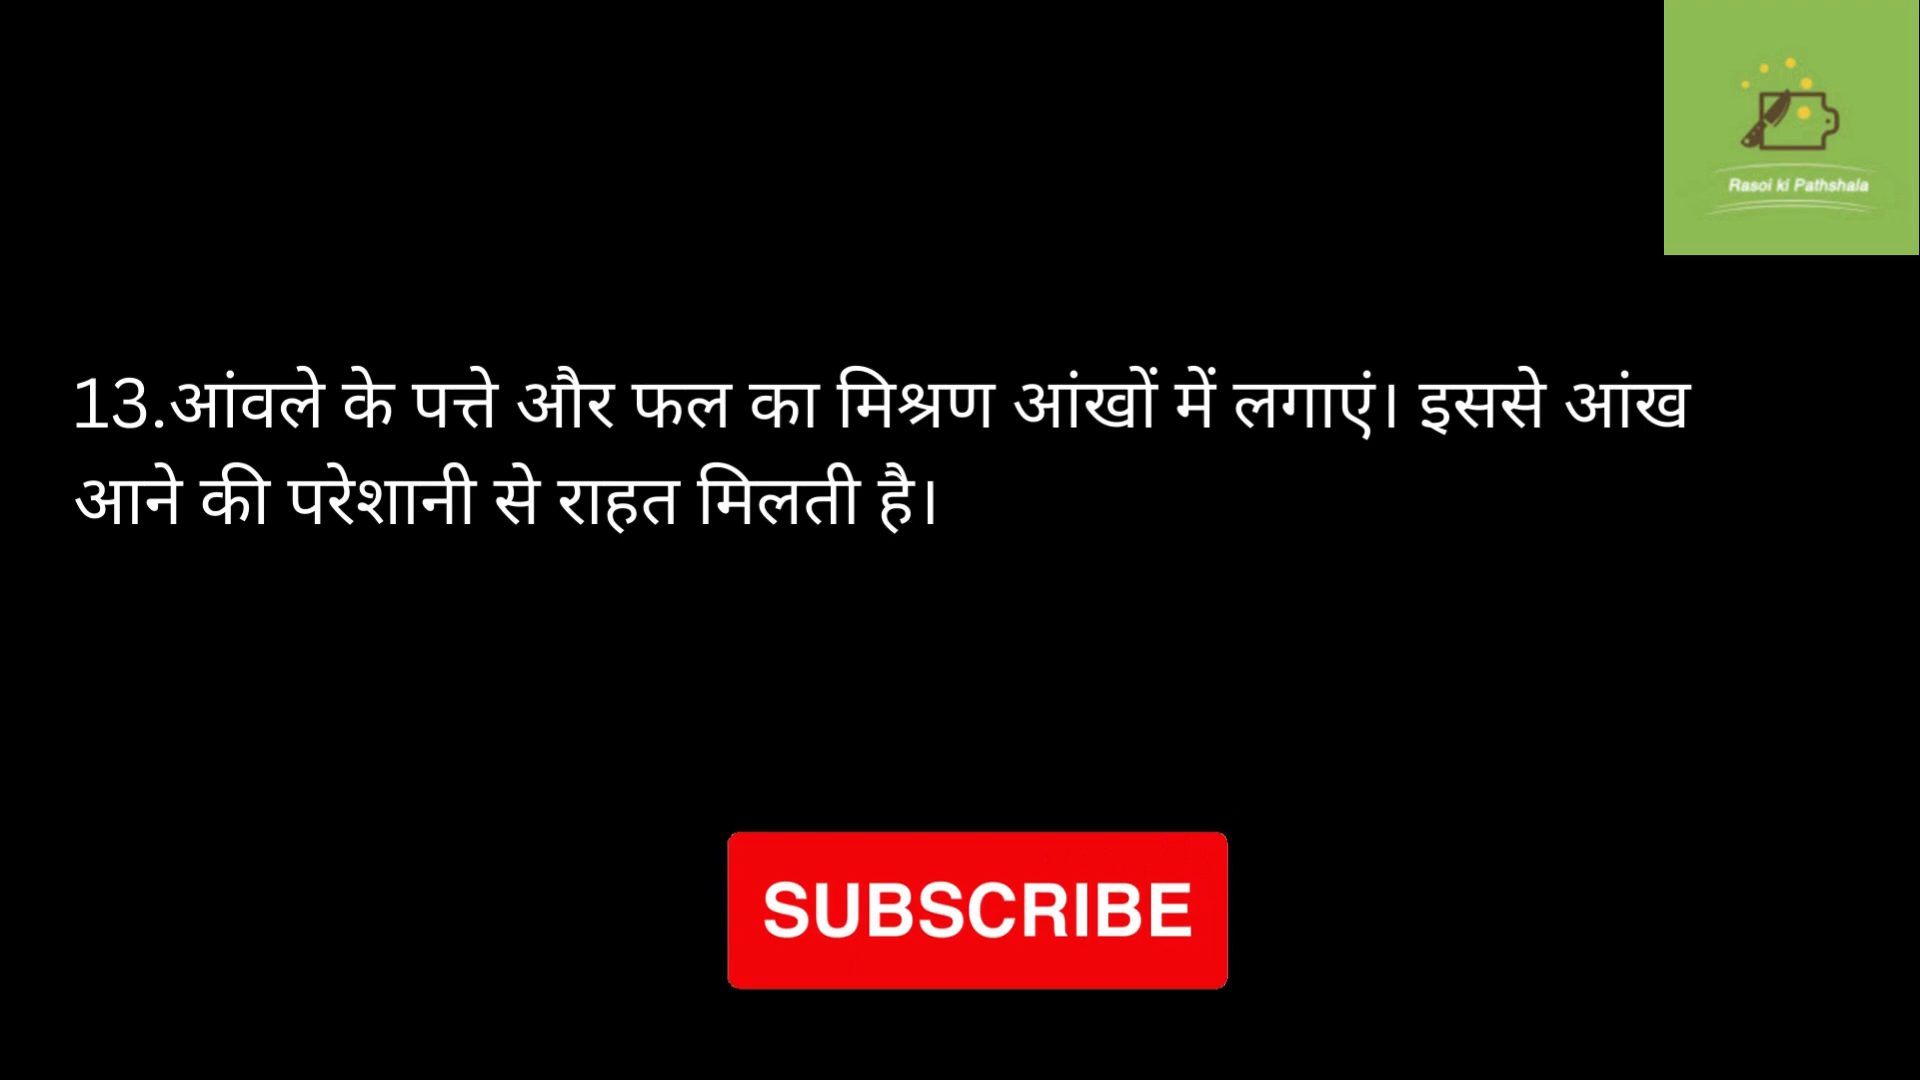 Rasoi ki Pathshala
13.आंवले के पत्ते और फल का मिश्रण आंखों में लगाएं। इससे आंख
आने की परेशानी से राहत मिलती है।
SUBSCRIBE